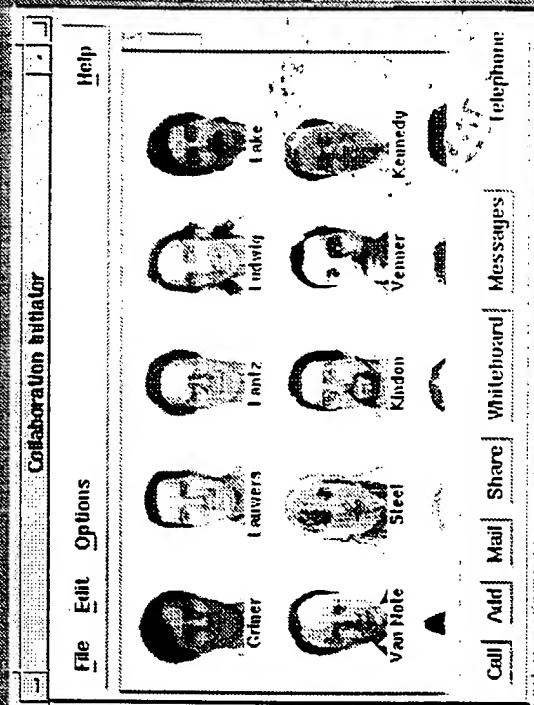 Collaboration Initiator
File Edit Options Help
Griner Lauwers Lantz Ludwig Lake
Van Note Steel Kindon Venner Kennedy
Call Add Mail Share Whiteboard Messages Telephone